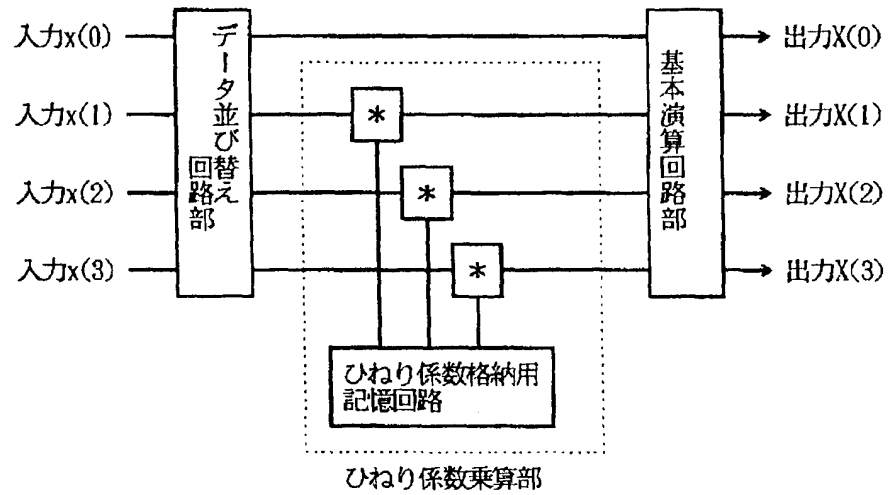 入力x(0)
入力x(1)
入力x(2)
入力x(3)
データ並び替え
回路部
*
*
*
ひねり係数格納用
記憶回路
ひねり係数乗算部
基本演算回路部
出力X(0)
出力X(1)
出力X(2)
出力X(3)